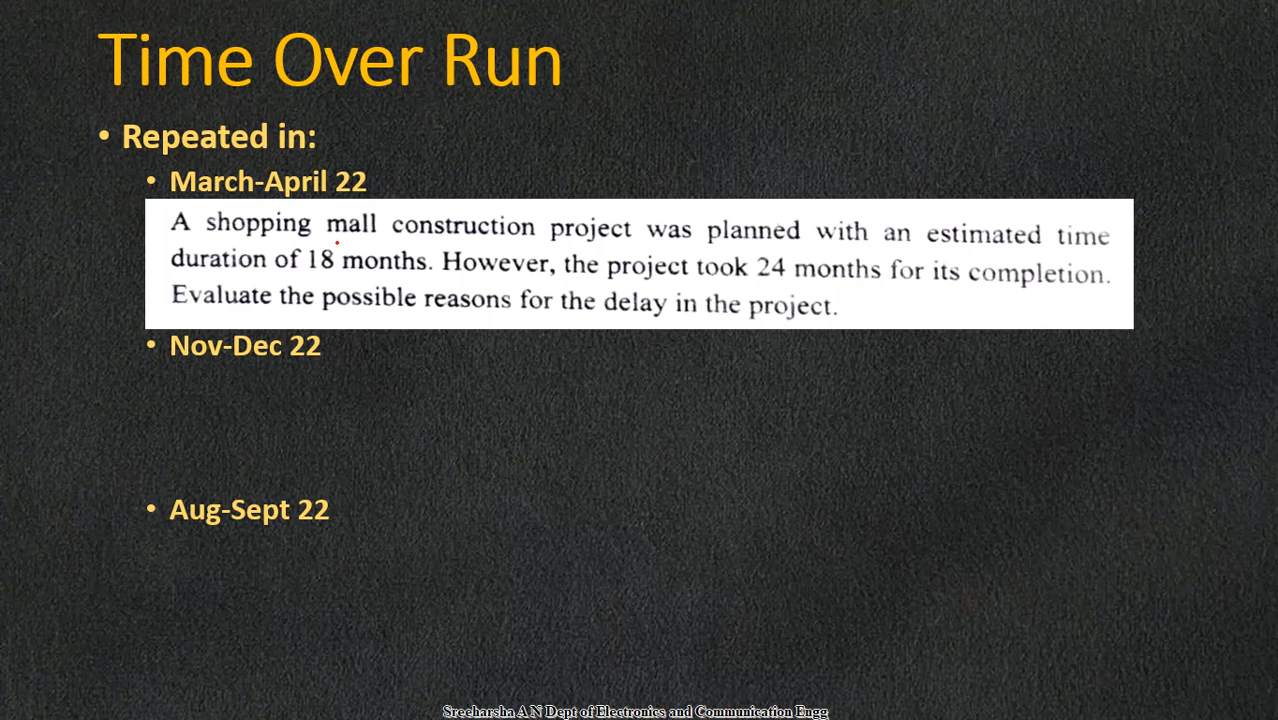 Time Over Run
• Repeated in:
• March-April 22
A shopping mall construction project was planned with an estimated time
duration of 18 months. However, the project took 24 months for its completion.
Evaluate the possible reasons for the delay in the project.
• Nov-Dec 22
• Aug-Sept 22
Sreeharsha A N Dept of Electronics and Communication Engg